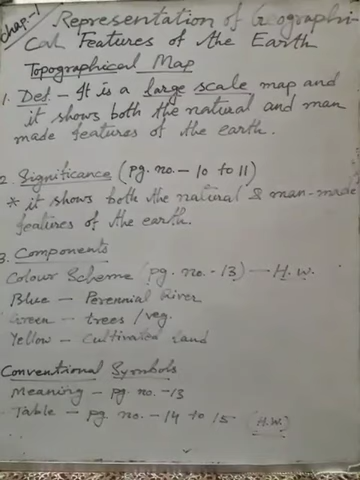 Chap:-1
Representation of Geographi-
cal Features of the Earth
Topographical Map
1. Def. - It is a large scale map and
it shows both the natural and man
made features of the earth.
2. Significance (pg. no. - 10 to 11)
* it shows both the natural & man-made
features of the earth.
3. Components
Colour Scheme (pg. no. -13) - H.W.
Blue - Perennial River
Green - trees / veg.
Yellow - Cultivated land
Conventional Symbols
Meaning - pg. no. -13
Table - pg. no. -14 to 15 (H.W.)